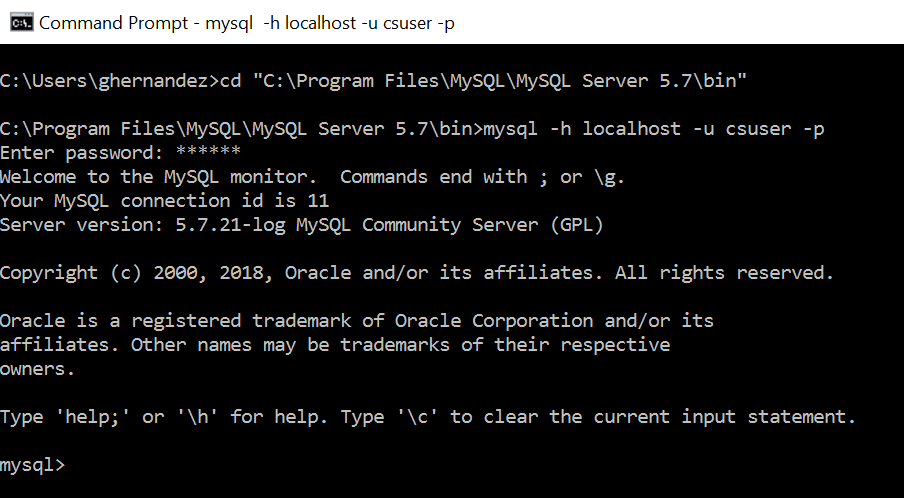 Command Prompt - mysql  -h localhost -u csuser -p
C:\Users\ghernandez>cd "C:\Program Files\MySQL\MySQL Server 5.7\bin"
C:\Program Files\MySQL\MySQL Server 5.7\bin>mysql -h localhost -u csuser -p
Enter password: ******
Welcome to the MySQL monitor.  Commands end with ; or \g.
Your MySQL connection id is 11
Server version: 5.7.21-log MySQL Community Server (GPL)
Copyright (c) 2000, 2018, Oracle and/or its affiliates. All rights reserved.
Oracle is a registered trademark of Oracle Corporation and/or its
affiliates. Other names may be trademarks of their respective
owners.
Type 'help;' or '\h' for help. Type '\c' to clear the current input statement.
mysql>